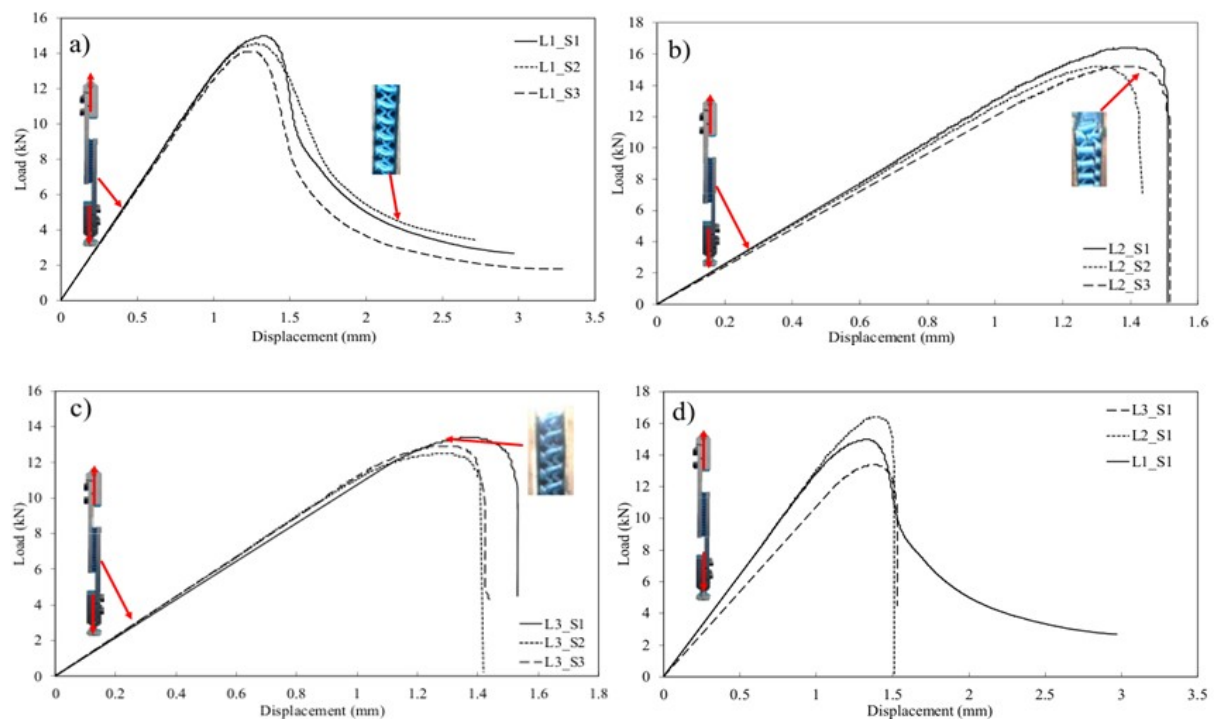 a)
16
14
12
10
8
6
4
2
0
Load (kN)
0 0.5 1 1.5 2 2.5 3 3.5
Displacement (mm)
L1_S1
L1_S2
L1_S3
b)
18
16
14
12
10
8
6
4
2
0
Load (kN)
0 0.2 0.4 0.6 0.8 1 1.2 1.4 1.6
Displacement (mm)
L2_S1
L2_S2
L2_S3
c)
16
14
12
10
8
6
4
2
0
Load (kN)
0 0.2 0.4 0.6 0.8 1 1.2 1.4 1.6 1.8
Displacement (mm)
L3_S1
L3_S2
L3_S3
d)
18
16
14
12
10
8
6
4
2
0
Load (kN)
0 0.5 1 1.5 2 2.5 3 3.5
Displacement (mm)
L3_S1
L2_S1
L1_S1